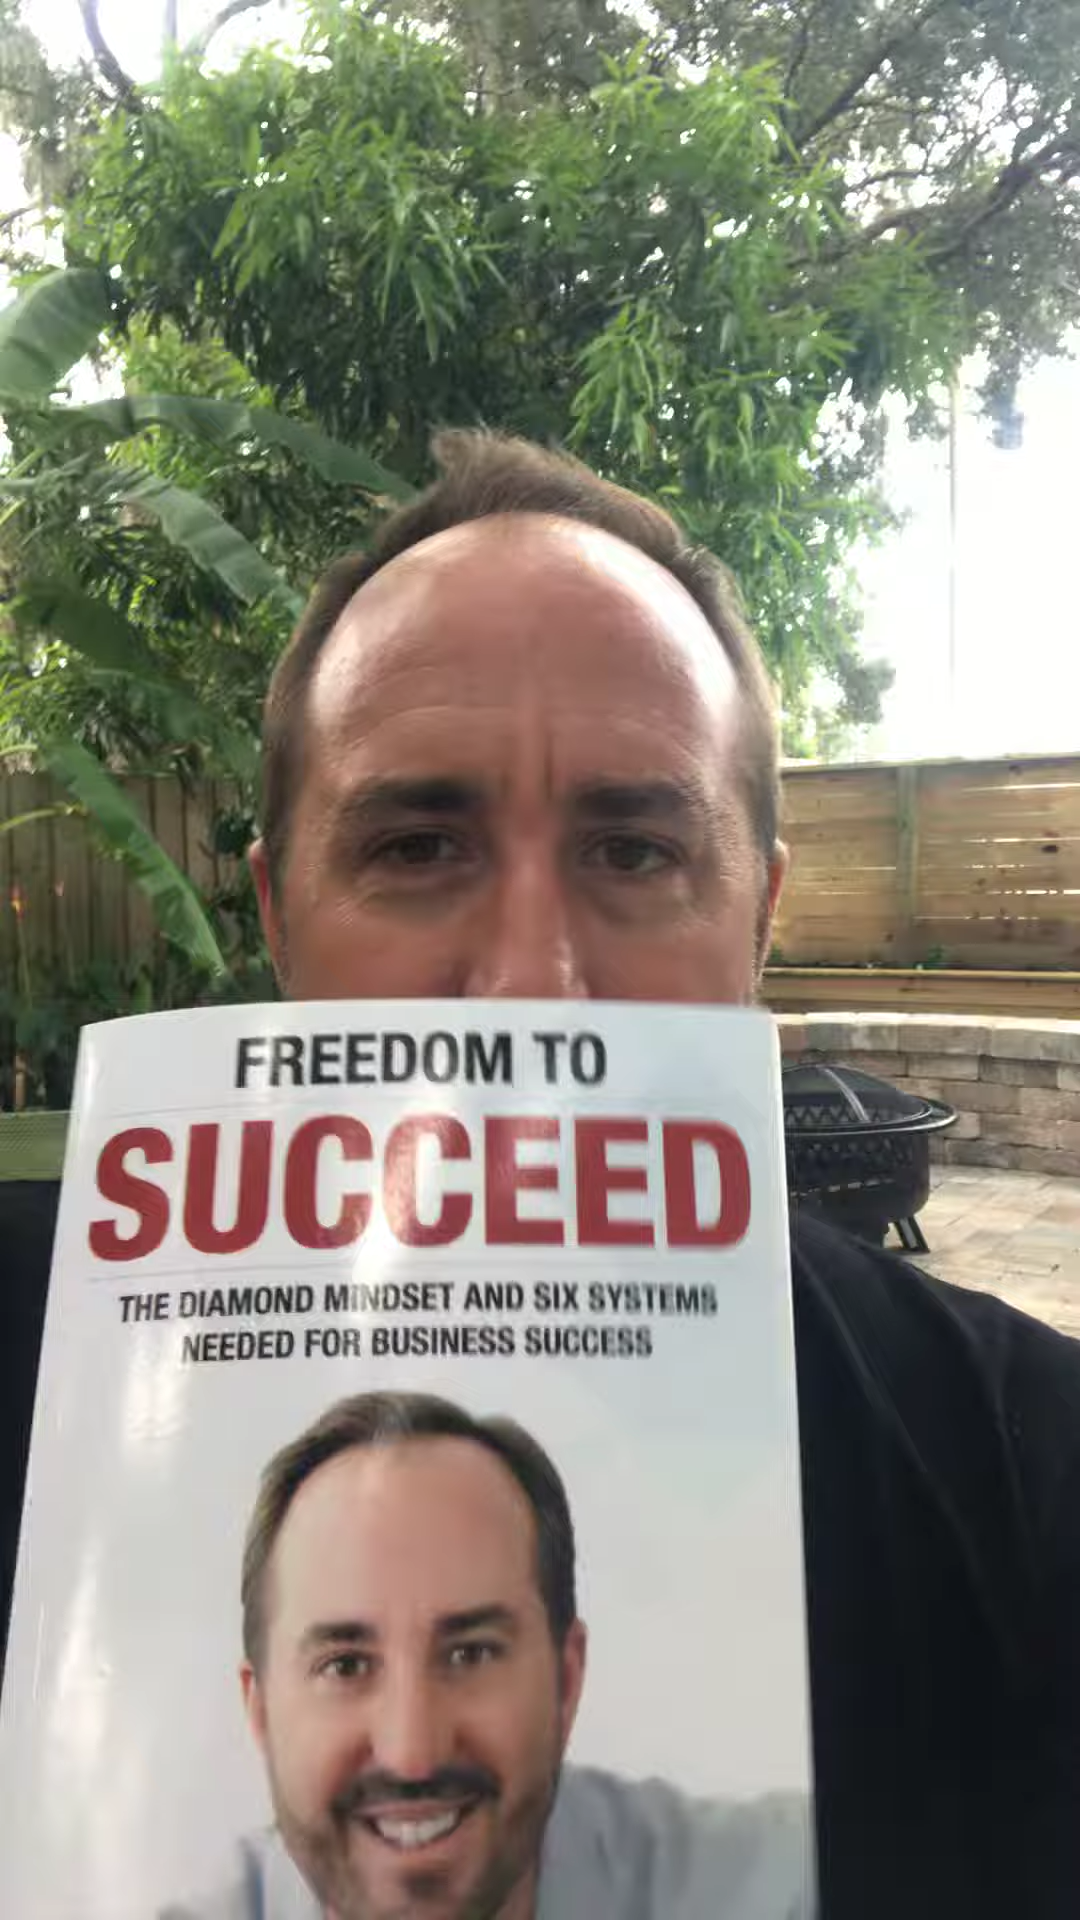 FREEDOM TO
SUCCEED
THE DIAMOND MINDSET AND SIX SYSTEMS
NEEDED FOR BUSINESS SUCCESS